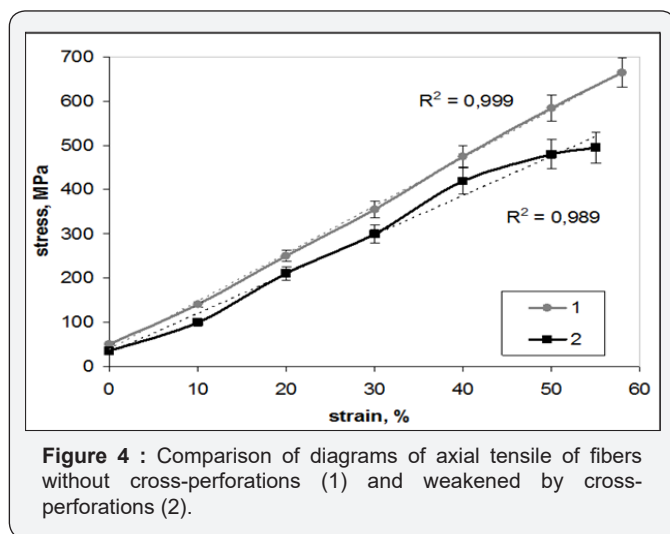 700
600
500
400
300
200
100
0
stress, MPa
R² = 0,999
R² = 0,989
1
2
0 10 20 30 40 50 60
strain, %
Figure 4 : Comparison of diagrams of axial tensile of fibers
without cross-perforations (1) and weakened by cross-
perforations (2).